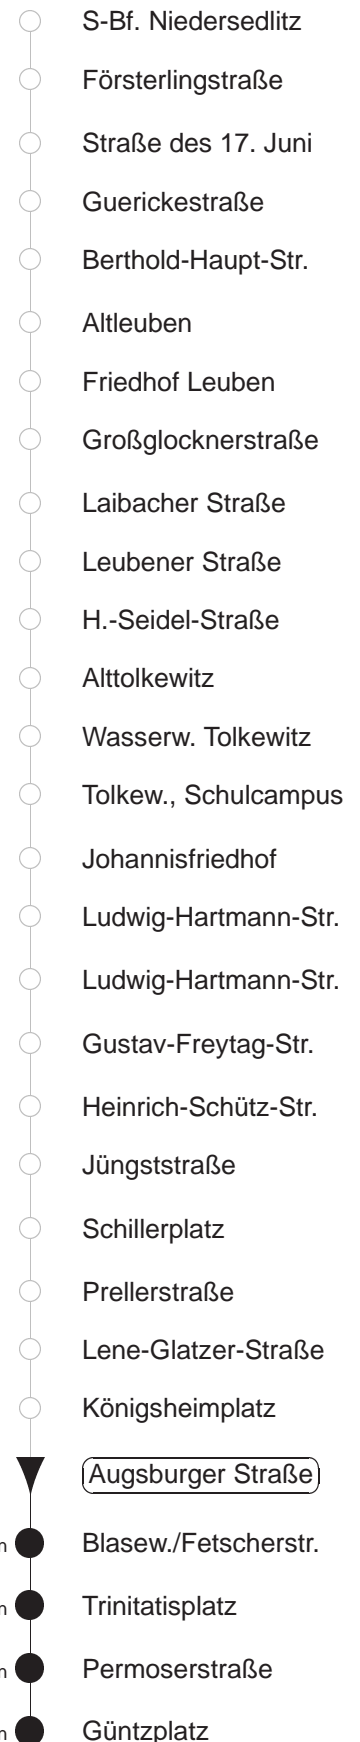 S-Bf. Niedersedlitz
Försterlingstraße
Straße des 17. Juni
Guerickestraße
Berthold-Haupt-Str.
Altleuben
Friedhof Leuben
Großglocknerstraße
Laibacher Straße
Leubener Straße
H.-Seidel-Straße
Alttolkewitz
Wasserw. Tolkewitz
Tolkew., Schulcampus
Johannisfriedhof
Ludwig-Hartmann-Str.
Ludwig-Hartmann-Str.
Gustav-Freytag-Str.
Heinrich-Schütz-Str.
Jüngststraße
Schillerplatz
Prellerstraße
Lene-Glatzer-Straße
Königsheimplatz
Augsburger Straße
Blasew./Fetscherstr.
Trinitatisplatz
Permoserstraße
Güntzplatz